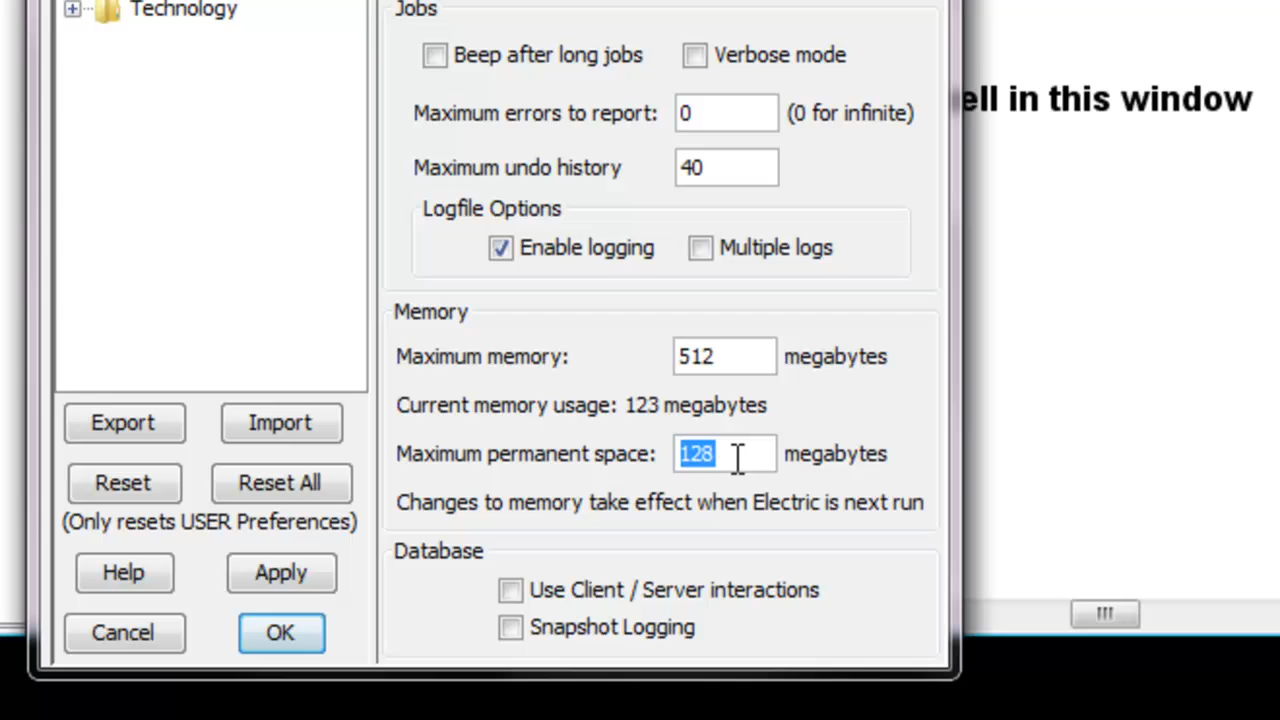 Technology
Jobs
Beep after long jobs Verbose mode
Maximum errors to report: 0 (0 for infinite)
ell in this window
Maximum undo history 40
Logfile Options
Enable logging Multiple logs
Memory
Maximum memory: 512 megabytes
Current memory usage: 123 megabytes
Maximum permanent space: 128 megabytes
Changes to memory take effect when Electric is next run
Export Import
Reset Reset All
(Only resets USER Preferences)
Help Apply
Cancel OK
Database
Use Client / Server interactions
Snapshot Logging